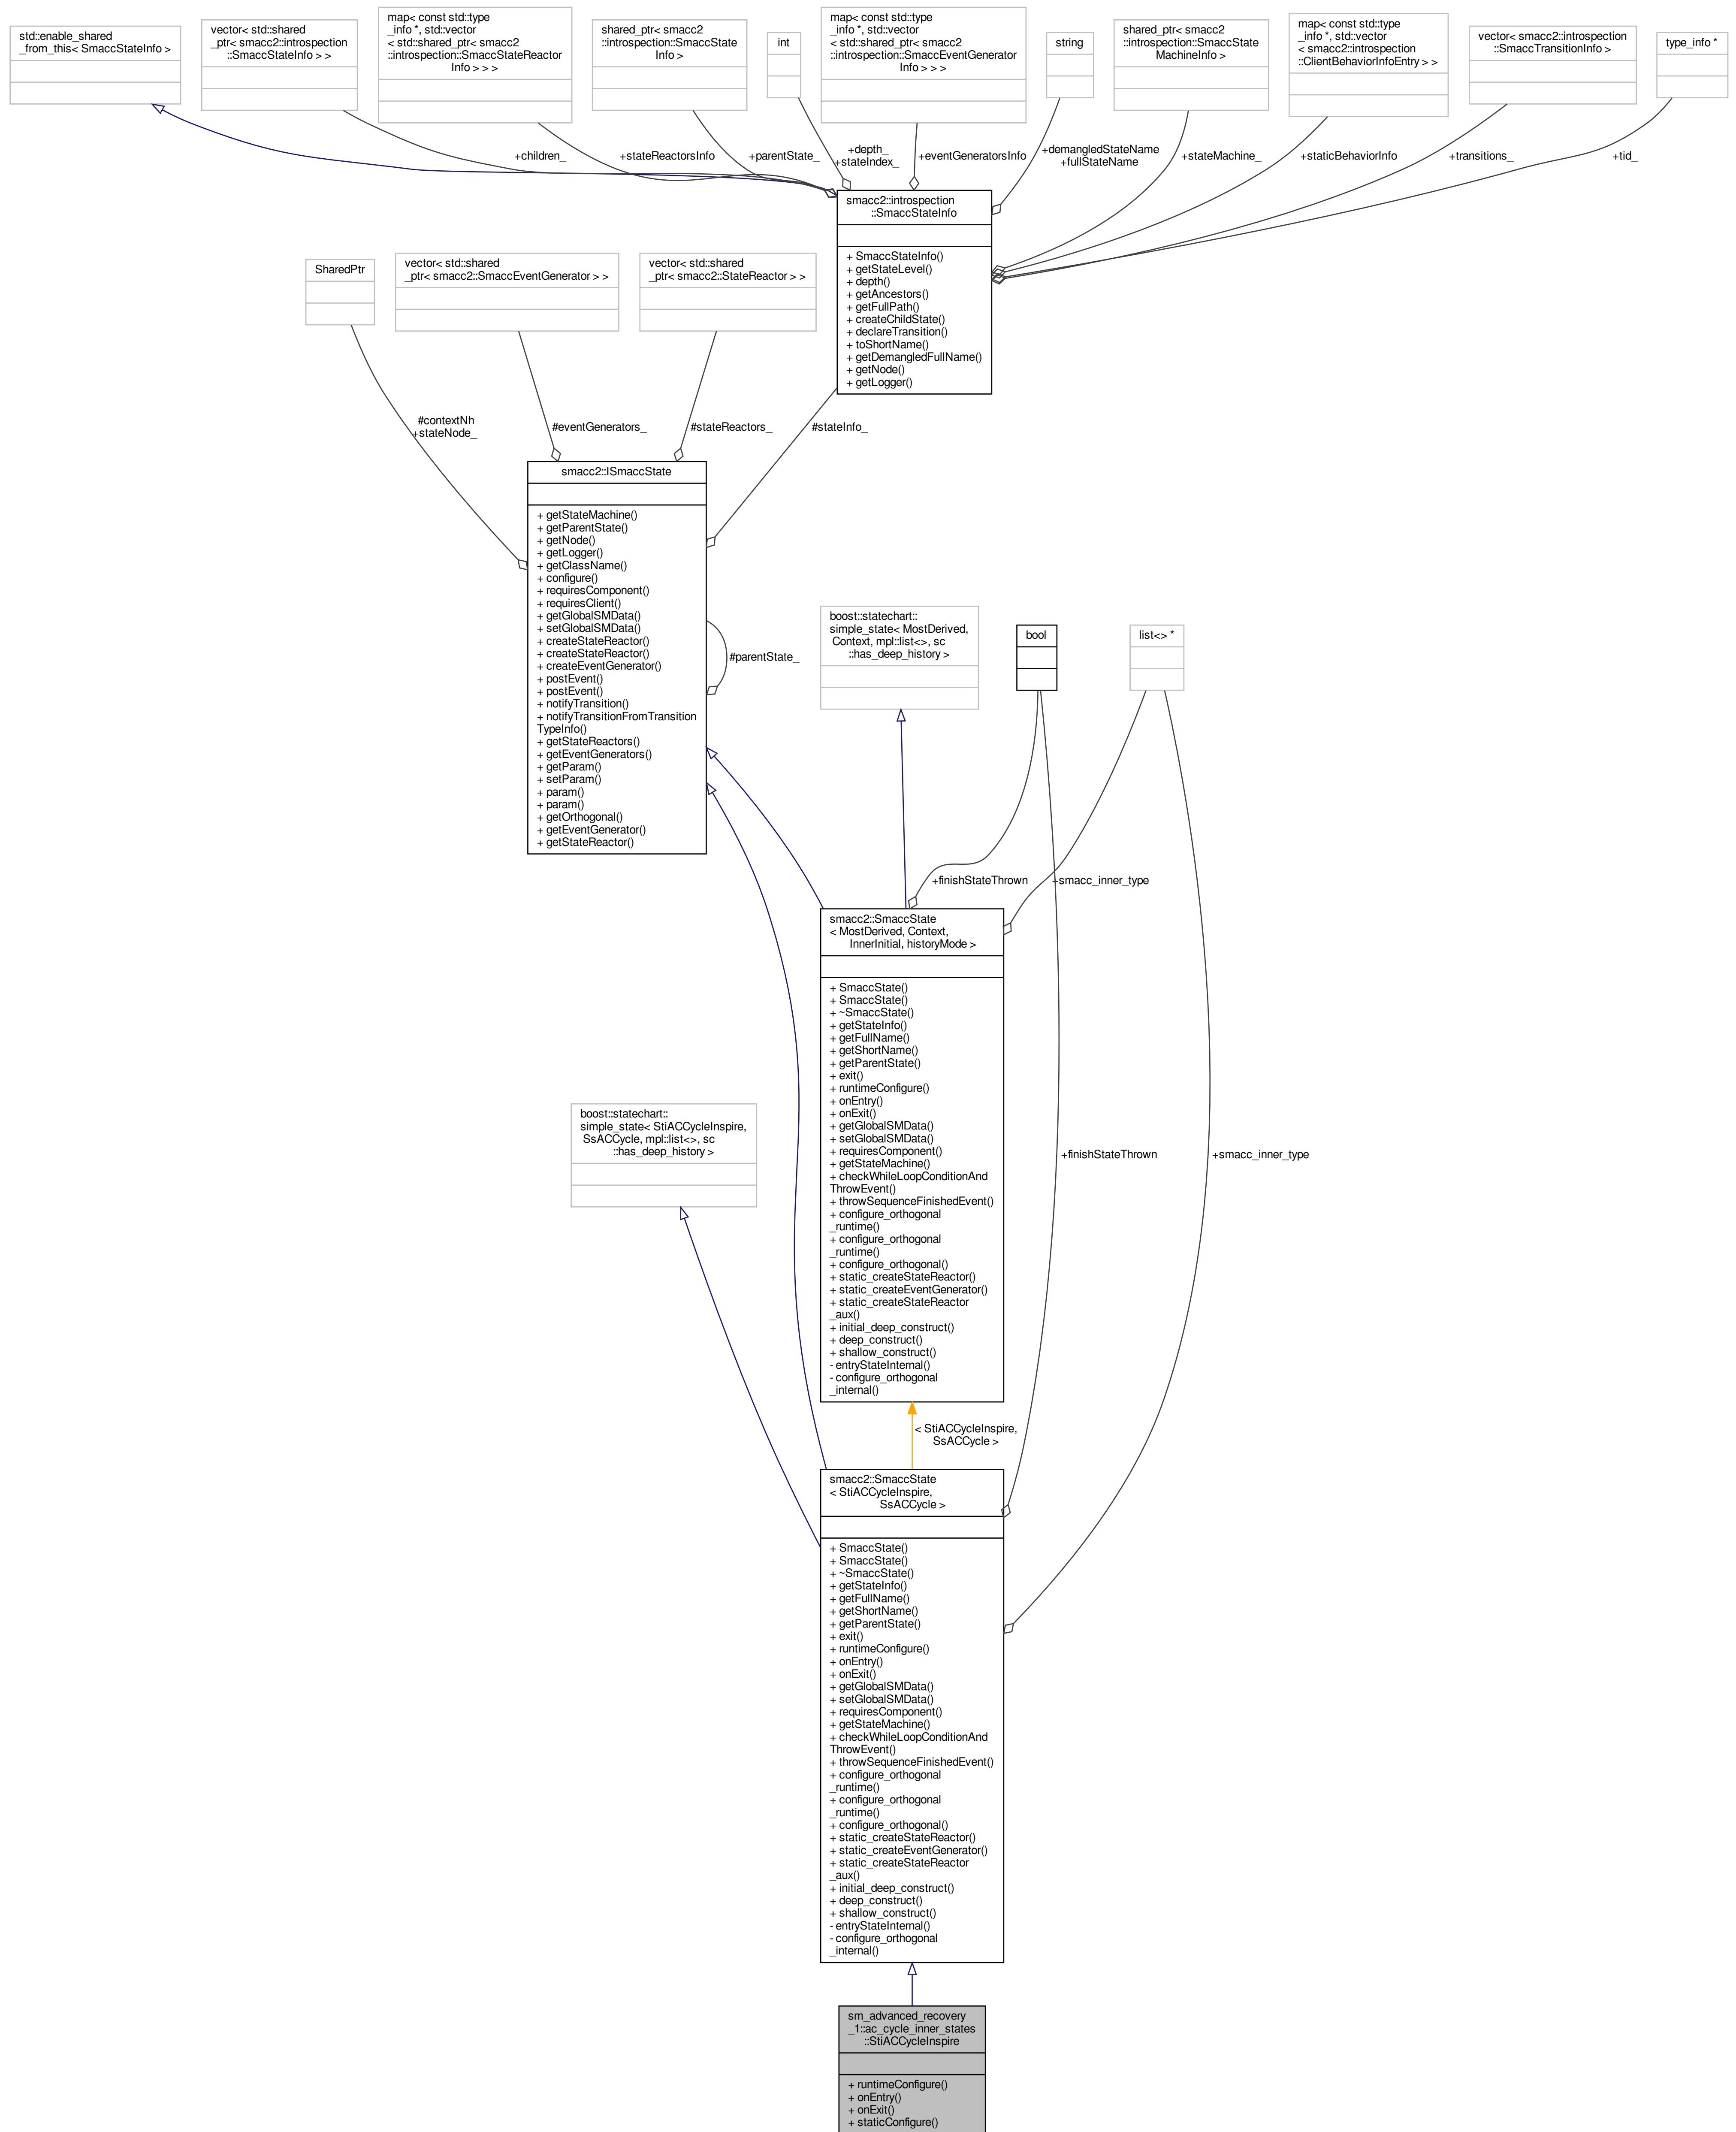 std::enable_shared
_from_this< SmaccStateInfo >
vector< std::shared
_ptr< smacc2::introspection
::SmaccStateInfo > >
map< const std::type
_info *, std::vector
< std::shared_ptr< smacc2
::introspection::SmaccStateReactor
Info > > >
shared_ptr< smacc2
::introspection::SmaccState
Info >
int
map< const std::type
_info *, std::vector
< std::shared_ptr< smacc2
::introspection::SmaccEventGenerator
Info > > >
string
shared_ptr< smacc2
::introspection::SmaccState
MachineInfo >
map< const std::type
_info *, std::vector
< smacc2::introspection
::ClientBehaviorInfoEntry > >
vector< smacc2::introspection
::SmaccTransitionInfo >
type_info *
+children_
+stateReactorsInfo
+parentState_
+depth_
+stateIndex_
+eventGeneratorsInfo
+demangledStateName
+fullStateName
+stateMachine_
+staticBehaviorInfo
+transitions_
+tid_
smacc2::introspection
::SmaccStateInfo
+ SmaccStateInfo()
+ getStateLevel()
+ depth()
+ getAncestors()
+ getFullPath()
+ createChildState()
+ declareTransition()
+ toShortName()
+ getDemangledFullName()
+ getNode()
+ getLogger()
SharedPtr
vector< std::shared
_ptr< smacc2::SmaccEventGenerator > >
vector< std::shared
_ptr< smacc2::StateReactor > >
#contextNh
+stateNode_
#eventGenerators_
#stateReactors_
#stateInfo_
smacc2::ISmaccState
+ getStateMachine()
+ getParentState()
+ getNode()
+ getLogger()
+ getClassName()
+ configure()
+ requiresComponent()
+ requiresClient()
+ getGlobalSMData()
+ setGlobalSMData()
+ createStateReactor()
+ createStateReactor()
+ createEventGenerator()
+ postEvent()
+ postEvent()
+ notifyTransition()
+ notifyTransitionFromTransition
TypeInfo()
+ getStateReactors()
+ getEventGenerators()
+ getParam()
+ setParam()
+ param()
+ param()
+ getOrthogonal()
+ getEventGenerator()
+ getStateReactor()
#parentState_
boost::statechart::
simple_state< MostDerived,
Context, mpl::list<>, sc
::has_deep_history >
bool
list<> *
+finishStateThrown
+smacc_inner_type
smacc2::SmaccState
< MostDerived, Context,
InnerInitial, historyMode >
+ SmaccState()
+ SmaccState()
+ ~SmaccState()
+ getStateInfo()
+ getFullName()
+ getShortName()
+ getParentState()
+ exit()
+ runtimeConfigure()
+ onEntry()
+ onExit()
+ getGlobalSMData()
+ setGlobalSMData()
+ requiresComponent()
+ getStateMachine()
+ checkWhileLoopConditionAnd
ThrowEvent()
+ throwSequenceFinishedEvent()
+ configure_orthogonal
_runtime()
+ configure_orthogonal
_runtime()
+ configure_orthogonal()
+ static_createStateReactor()
+ static_createEventGenerator()
+ static_createStateReactor
_aux()
+ initial_deep_construct()
+ deep_construct()
+ shallow_construct()
- entryStateInternal()
- configure_orthogonal
_internal()
boost::statechart::
simple_state< StiACCycleInspire,
SsACCycle, mpl::list<>, sc
::has_deep_history >
+finishStateThrown
+smacc_inner_type
< StiACCycleInspire,
SsACCycle >
smacc2::SmaccState
< StiACCycleInspire,
SsACCycle >
+ SmaccState()
+ SmaccState()
+ ~SmaccState()
+ getStateInfo()
+ getFullName()
+ getShortName()
+ getParentState()
+ exit()
+ runtimeConfigure()
+ onEntry()
+ onExit()
+ getGlobalSMData()
+ setGlobalSMData()
+ requiresComponent()
+ getStateMachine()
+ checkWhileLoopConditionAnd
ThrowEvent()
+ throwSequenceFinishedEvent()
+ configure_orthogonal
_runtime()
+ configure_orthogonal
_runtime()
+ configure_orthogonal()
+ static_createStateReactor()
+ static_createEventGenerator()
+ static_createStateReactor
_aux()
+ initial_deep_construct()
+ deep_construct()
+ shallow_construct()
- entryStateInternal()
- configure_orthogonal
_internal()
sm_advanced_recovery
_1::ac_cycle_inner_states
::StiACCycleInspire
+ runtimeConfigure()
+ onEntry()
+ onExit()
+ staticConfigure()